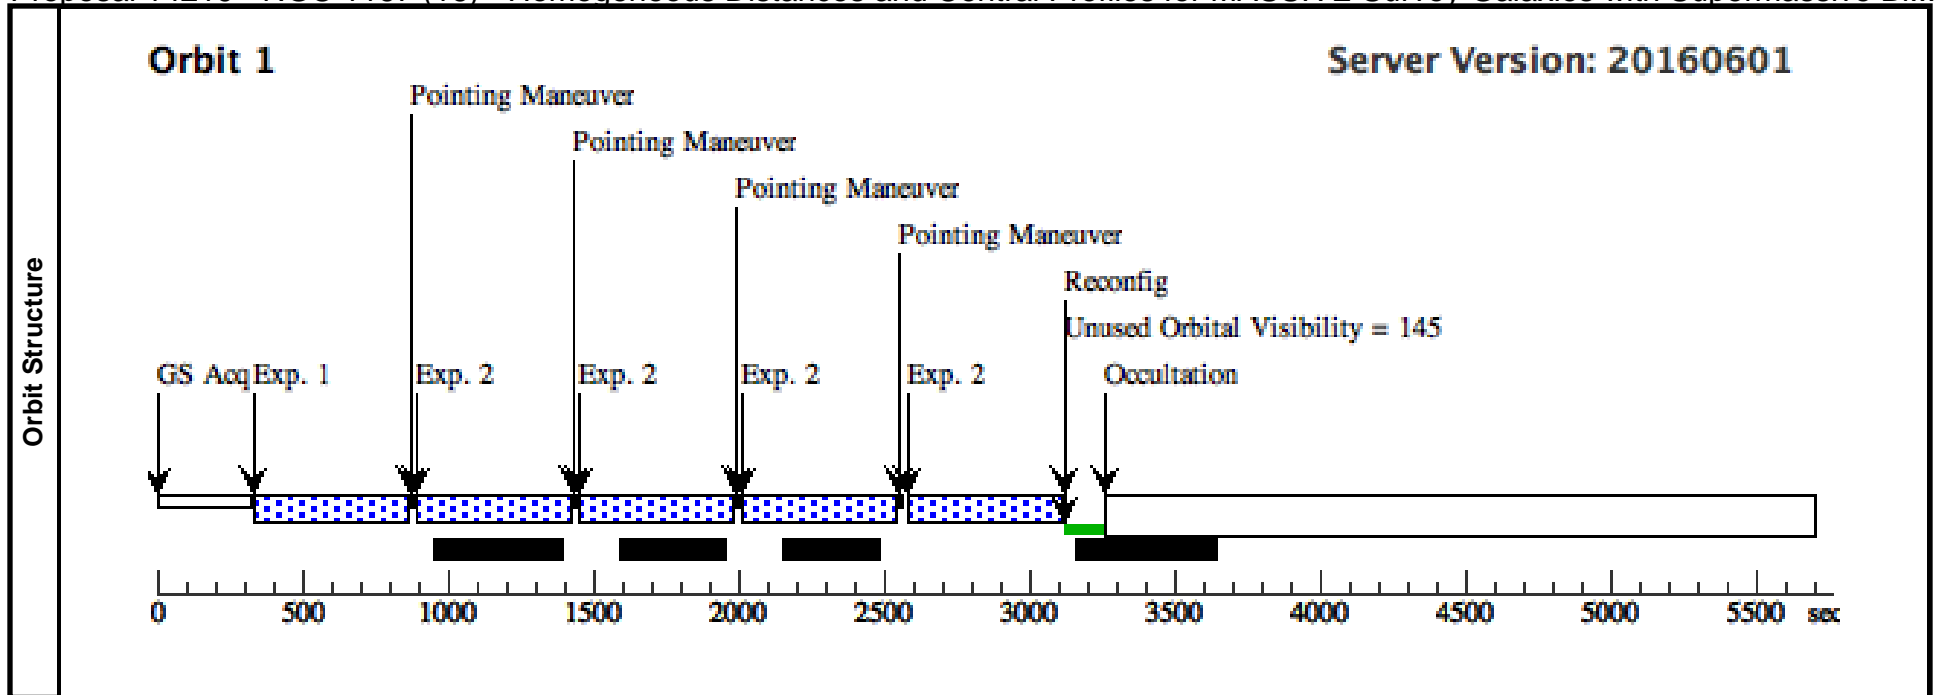 Orbit 1
Server Version: 20160601
Pointing Maneuver
Pointing Maneuver
Pointing Maneuver
Pointing Maneuver
Reconfig
Unused Orbital Visibility = 145
GS Acq Exp. 1 Exp. 2 Exp. 2 Exp. 2 Exp. 2 Occultation
Orbit Structure
0 500 1000 1500 2000 2500 3000 3500 4000 4500 5000 5500 sec